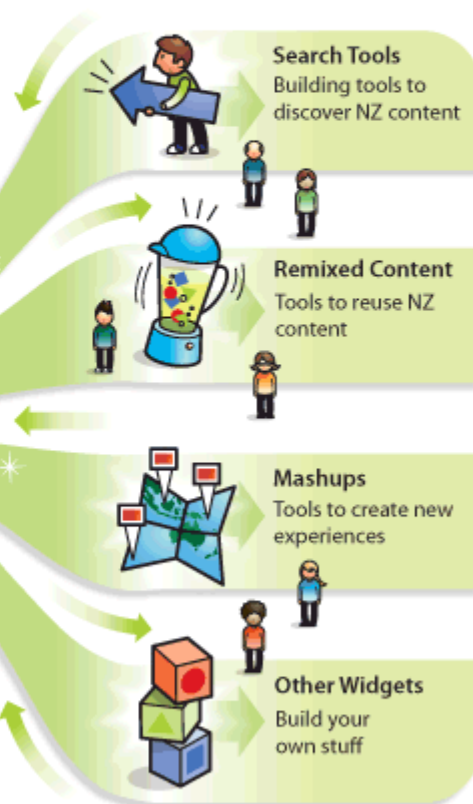 Search Tools
Building tools to
discover NZ content
Remixed Content
Tools to reuse NZ
content
Mashups
Tools to create new
experiences
Other Widgets
Build your
own stuff